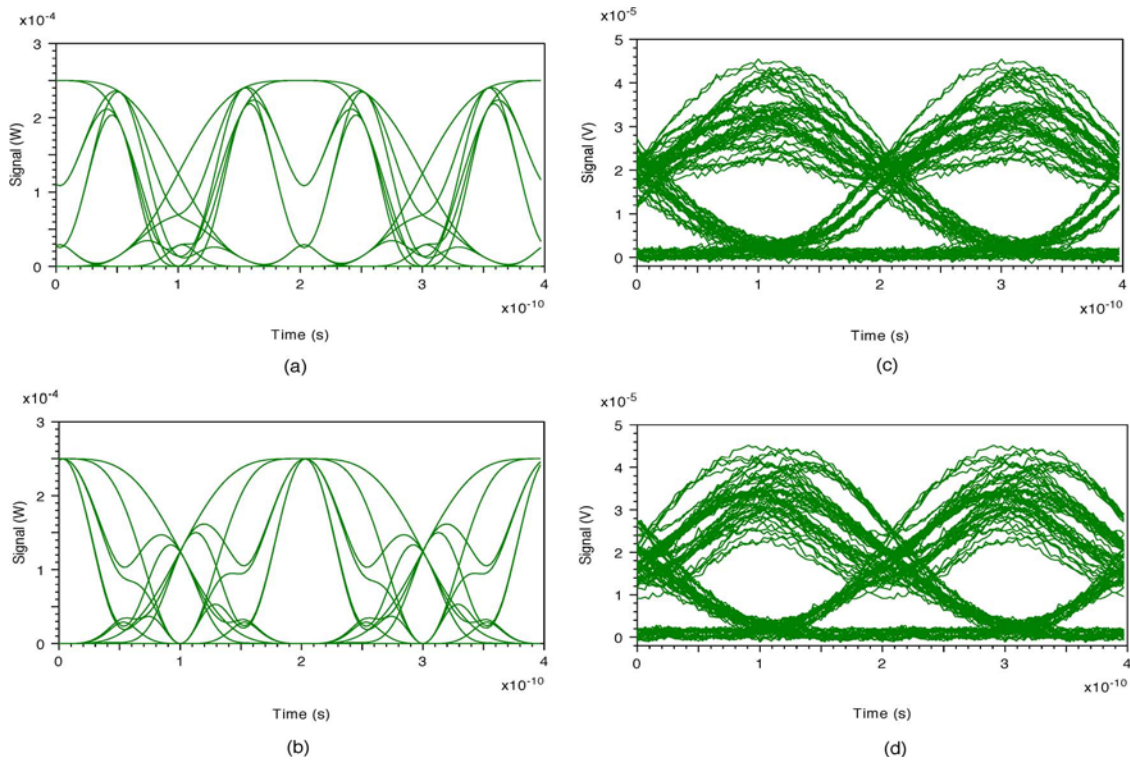 x10-4
3
2
1
0
Signal (W)
0 1 2 3 4
x10-10
Time (s)
(a)
x10-5
5
4
3
2
1
0
Signal (V)
0 1 2 3 4
x10-10
Time (s)
(c)
x10-4
3
2
1
0
Signal (W)
0 1 2 3 4
x10-10
Time (s)
(b)
x10-5
5
4
3
2
1
0
Signal (V)
0 1 2 3 4
x10-10
Time (s)
(d)